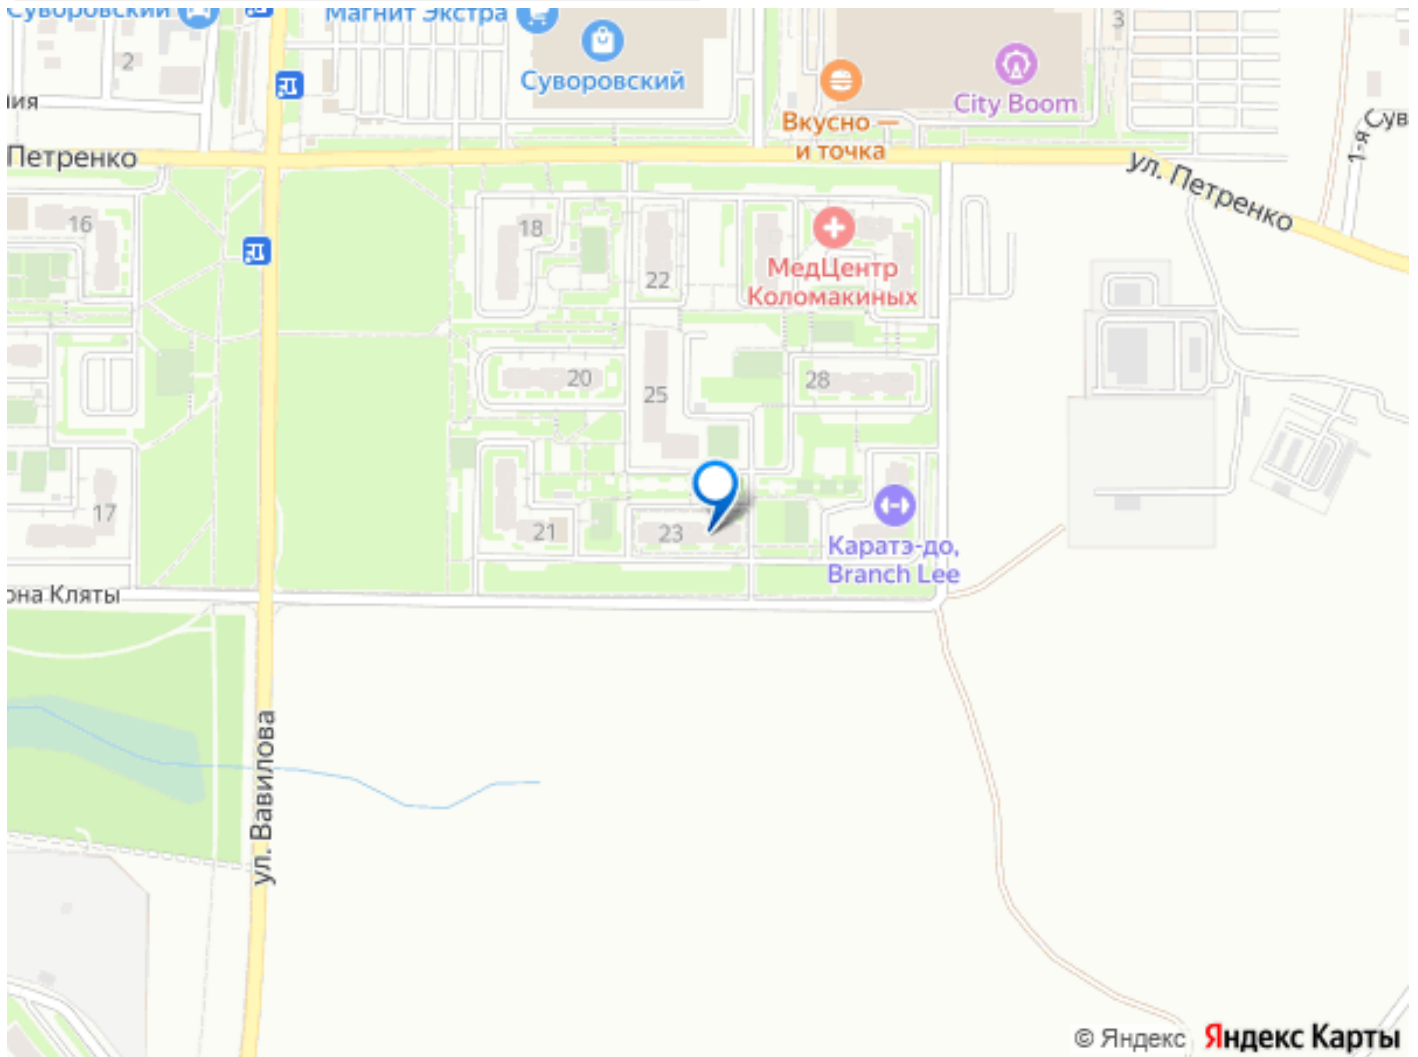 Суворовский
Магнит Экстра
3
2
Суворовский
City Boom
Вкусно —
и точка
ия
1-я Сув
Петренко
ул. Петренко
16
18
22
МедЦентр
Коломакиных
20
25
28
17
21
23
Каратэ-до,
Branch Lee
она Кляты
ул. Вавилова
© Яндекс Яндекс Карты